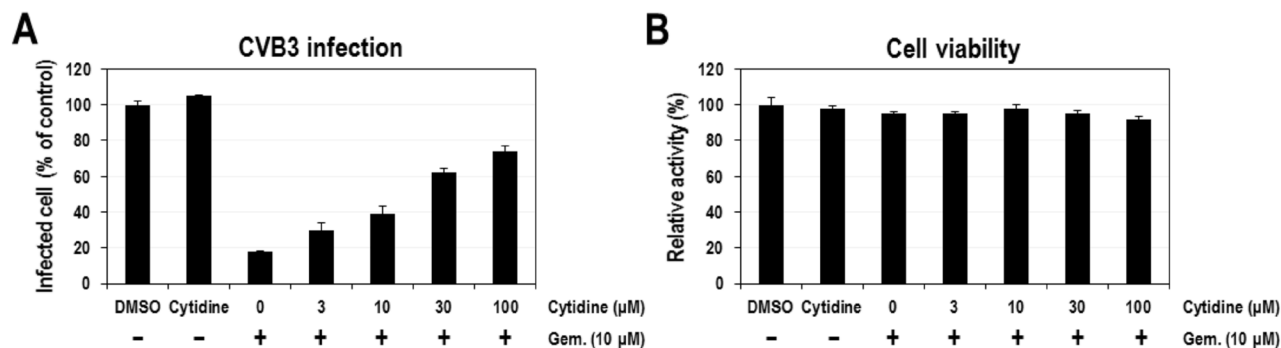 A
CVB3 infection
Infected cell (% of control)
120
100
80
60
40
20
0
DMSO Cytidine 0 3 10 30 100 Cytidine (µM)
− − + + + + + Gem. (10 µM)
B
Cell viability
Relative activity (%)
120
100
80
60
40
20
0
DMSO Cytidine 0 3 10 30 100 Cytidine (µM)
− − + + + + + Gem. (10 µM)